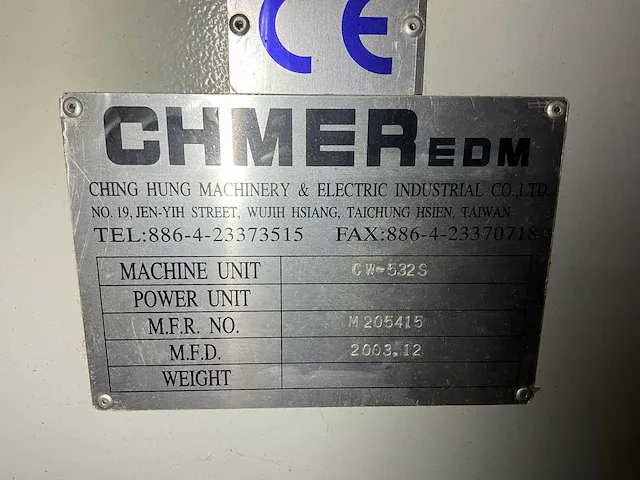 CE
CHMER EDM
CHING HUNG MACHINERY & ELECTRIC INDUSTRIAL CO.,LTD.
NO. 19, JEN-YIH STREET, WUJIH HSIANG, TAICHUNG HSIEN, TAIWAN
TEL:886-4-23373515 FAX:886-4-23370718
MACHINE UNIT CW-532S
POWER UNIT
M.F.R. NO. M205415
M.F.D. 2003.12
WEIGHT